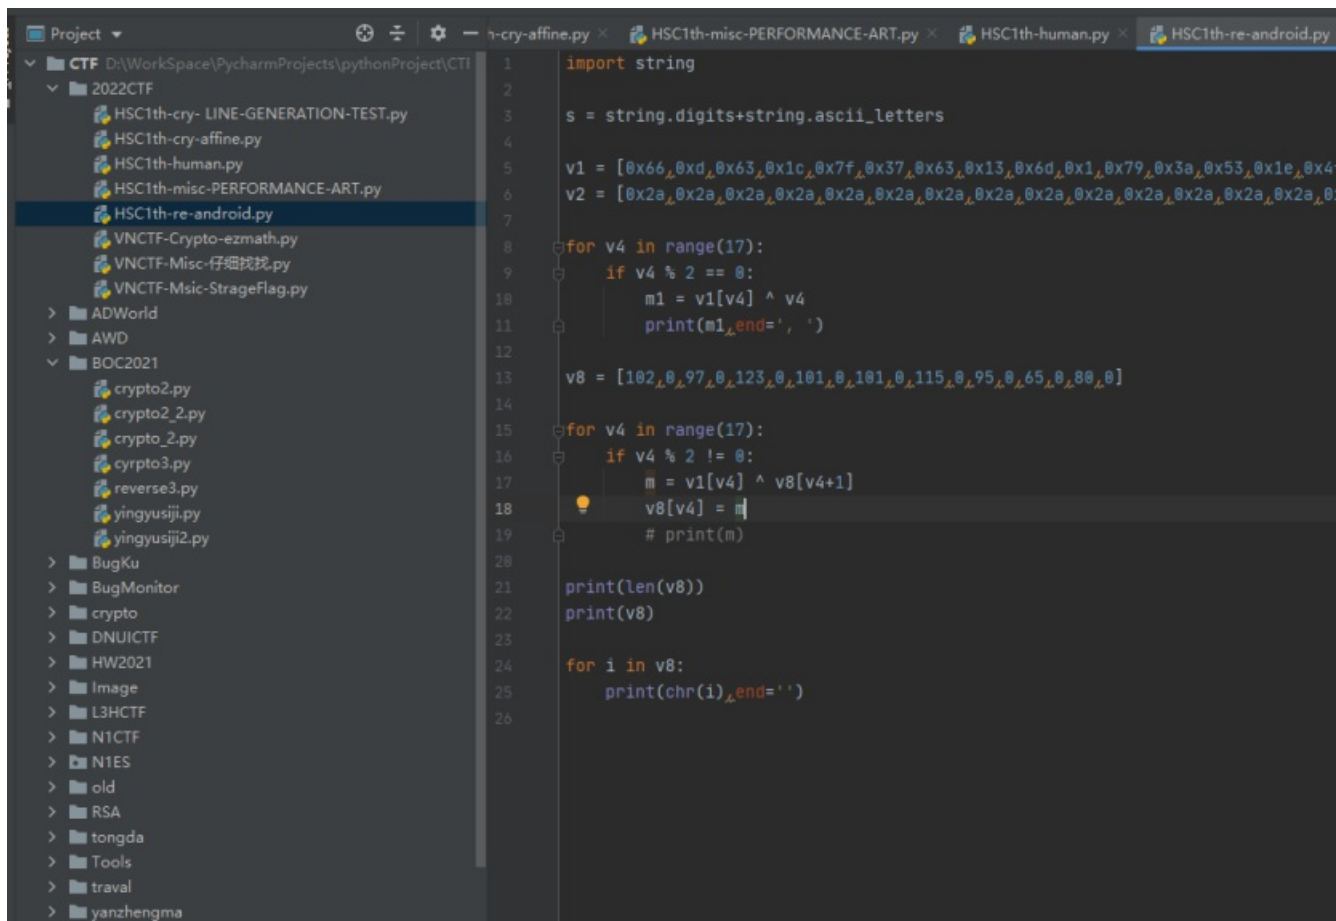 Project
CTF D:\WorkSpace\PycharmProjects\pythonProject\CTF
2022CTF
HSC1th-cry- LINE-GENERATION-TEST.py
HSC1th-cry-affine.py
HSC1th-human.py
HSC1th-misc-PERFORMANCE-ART.py
HSC1th-re-android.py
VNCTF-Crypto-ezmath.py
VNCTF-Misc-仔细找找.py
VNCTF-Msic-StrageFlag.py
ADWorld
AWD
BOC2021
crypto2.py
crypto2_2.py
crypto_2.py
cyrpto3.py
reverse3.py
yingyusiji.py
yingyusiji2.py
BugKu
BugMonitor
crypto
DNUICTF
HW2021
Image
L3HCTF
N1CTF
N1ES
old
RSA
tongda
Tools
traval
yanzhengma
h-cry-affine.py HSC1th-misc-PERFORMANCE-ART.py HSC1th-human.py HSC1th-re-android.py
1 import string
2
3 s = string.digits+string.ascii_letters
4
5 v1 = [0x66,0xd,0x63,0x1c,0x7f,0x37,0x63,0x13,0x6d,0x1,0x79,0x3a,0x53,0x1e,0x4
6 v2 = [0x2a,0x2a,0x2a,0x2a,0x2a,0x2a,0x2a,0x2a,0x2a,0x2a,0x2a,0x2a,0x2a,0x2a,0
7
8 for v4 in range(17):
9 if v4 % 2 == 0:
10 m1 = v1[v4] ^ v4
11 print(m1,end=', ')
12
13 v8 = [102,0,97,0,123,0,101,0,101,0,115,0,95,0,65,0,80,0]
14
15 for v4 in range(17):
16 if v4 % 2 != 0:
17 m = v1[v4] ^ v8[v4+1]
18 v8[v4] = m
19 # print(m)
20
21 print(len(v8))
22 print(v8)
23
24 for i in v8:
25 print(chr(i),end='')
26